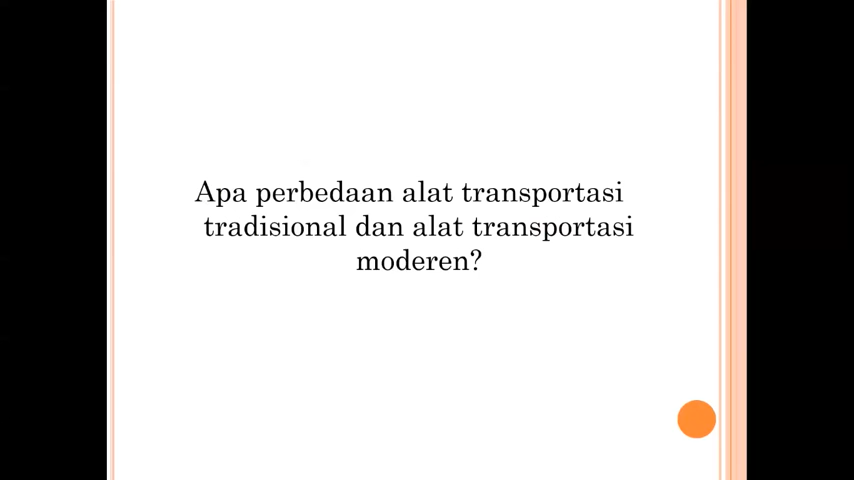 Apa perbedaan alat transportasi
tradisional dan alat transportasi
moderen?